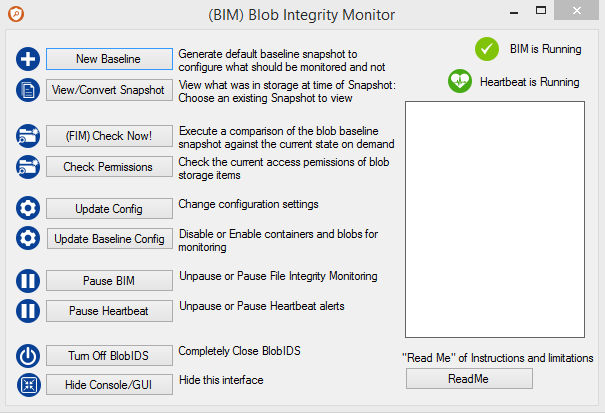 (BIM) Blob Integrity Monitor
New Baseline
Generate default baseline snapshot to
configure what should be monitored and not
BIM is Running
View/Convert Snapshot
View what was in storage at time of Snapshot:
Choose an existing Snapshot to view
Heartbeat is Running
(FIM) Check Now!
Execute a comparison of the blob baseline
snapshot against the current state on demand
Check Permissions
Check the current access pemissions of blob
storage items
Update Config
Change configuration settings
Update Baseline Config
Disable or Enable containers and blobs for
monitoring
Pause BIM
Unpause or Pause File Integrity Monitoring
Pause Heartbeat
Unpause or Pause Heartbeat alerts
Turn Off BlobIDS
Completely Close BlobIDS
"Read Me" of Instructions and limitations
Hide Console/GUI
Hide this interface
ReadMe